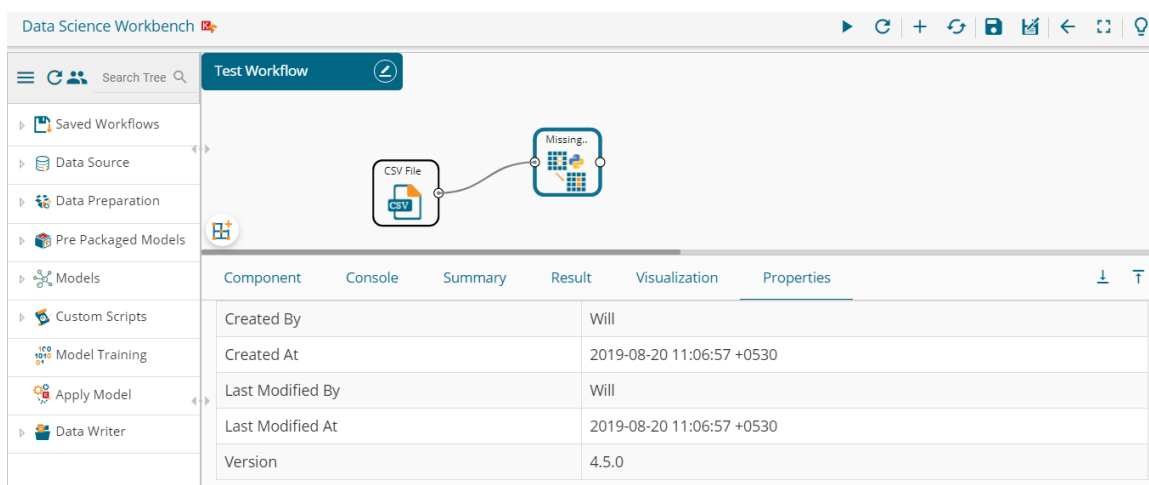 Data Science Workbench
Search Tree
Test Workflow
Saved Workflows
Data Source
Data Preparation
Pre Packaged Models
Models
Custom Scripts
Model Training
Apply Model
Data Writer
CSV File
CSV
Missing..
Component Console Summary Result Visualization Properties
Created By Will
Created At 2019-08-20 11:06:57 +0530
Last Modified By Will
Last Modified At 2019-08-20 11:06:57 +0530
Version 4.5.0